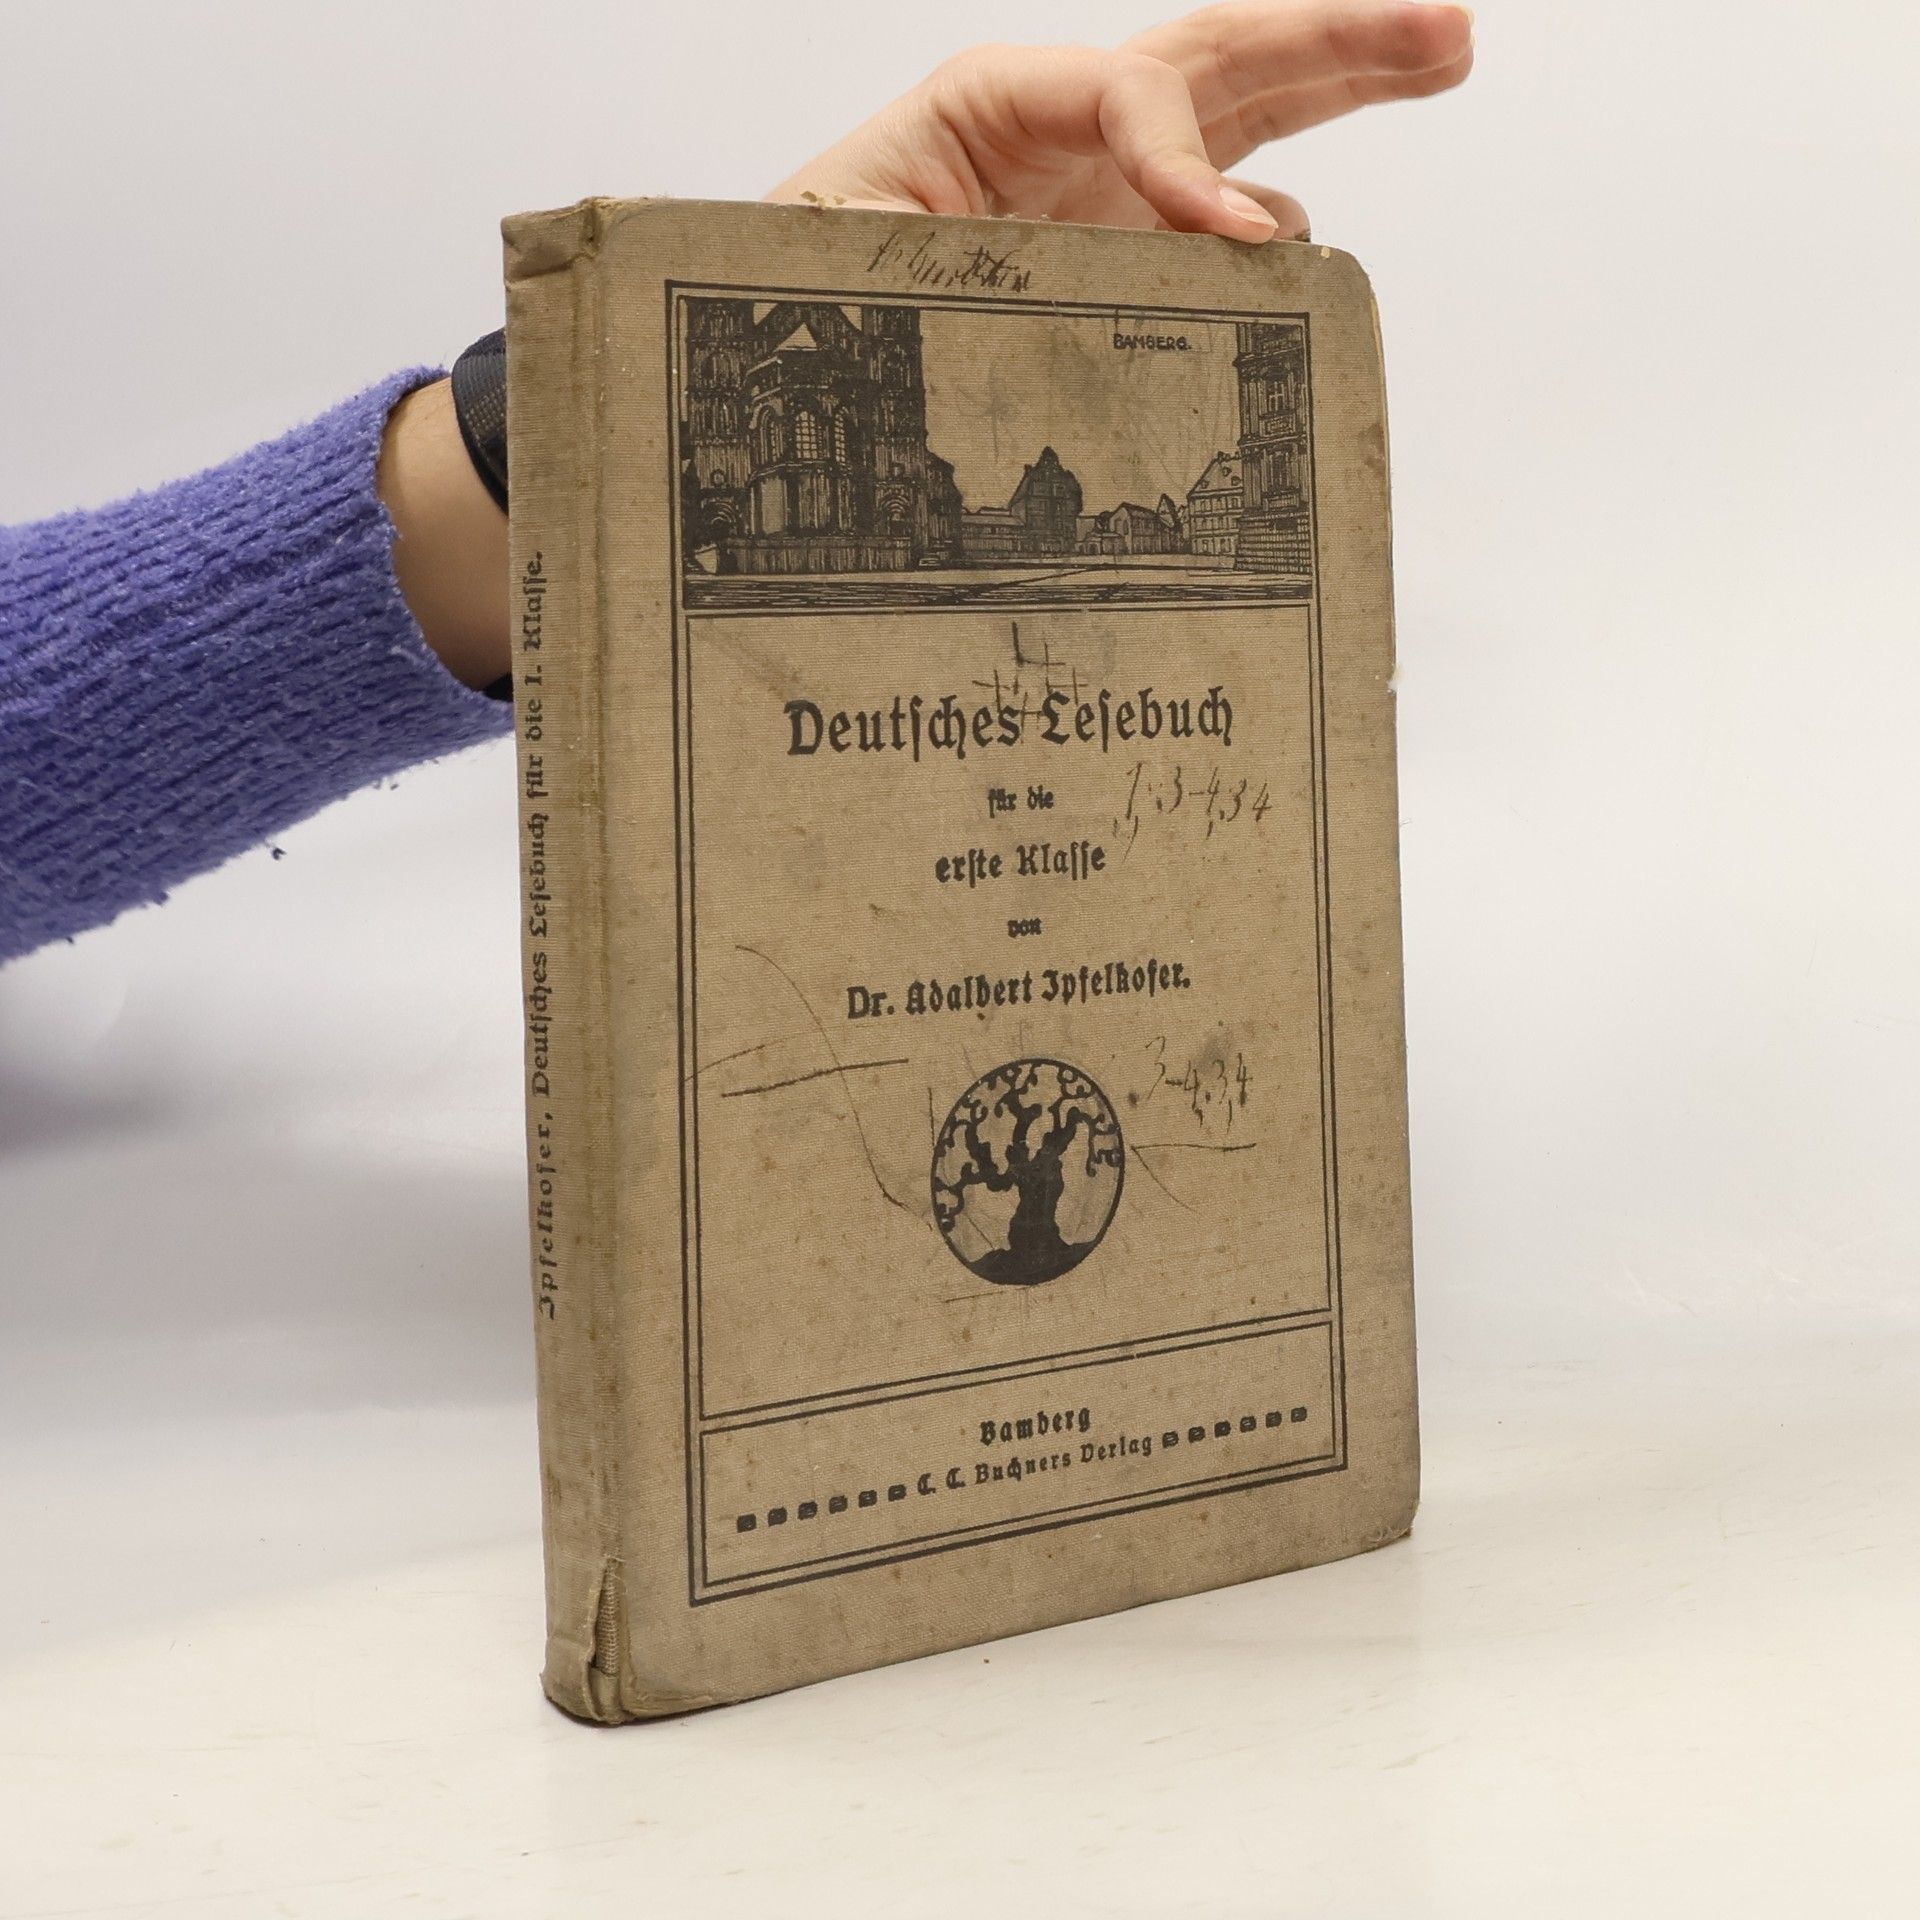 BAMBERG.
Deutſches Leſebuch
für die
erſte Klaſſe
von
Dr. Adalbert Ipfelkofer.
Bamberg
C. C. Buchners Verlag
Ipfelkofer, Deutſches Leſebuch für die I. Klaſſe.